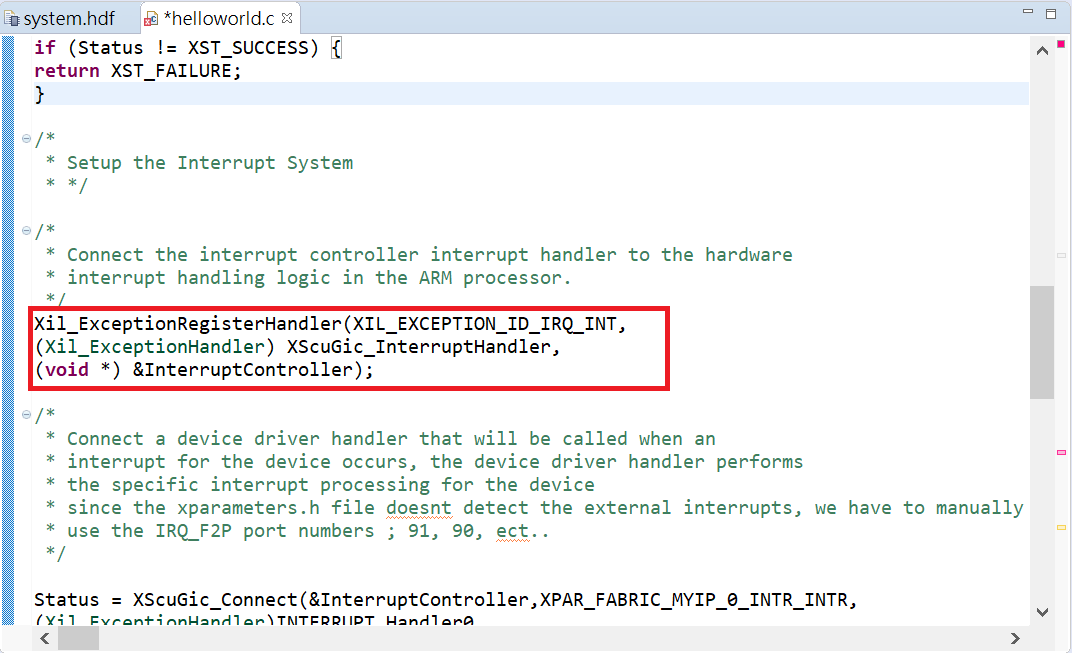 system.hdf
*helloworld.c
if (Status != XST_SUCCESS) {
return XST_FAILURE;
}
/*
* Setup the Interrupt System
* */
/*
* Connect the interrupt controller interrupt handler to the hardware
* interrupt handling logic in the ARM processor.
*/
Xil_ExceptionRegisterHandler(XIL_EXCEPTION_ID_IRQ_INT,
(Xil_ExceptionHandler) XScuGic_InterruptHandler,
(void *) &InterruptController);
/*
* Connect a device driver handler that will be called when an
* interrupt for the device occurs, the device driver handler performs
* the specific interrupt processing for the device
* since the xparameters.h file doesnt detect the external interrupts, we have to manually
* use the IRQ_F2P port numbers ; 91, 90, ect..
*/
Status = XScuGic_Connect(&InterruptController,XPAR_FABRIC_MYIP_0_INTR_INTR,
(Xil_ExceptionHandler)INTERRUPT_Handler0